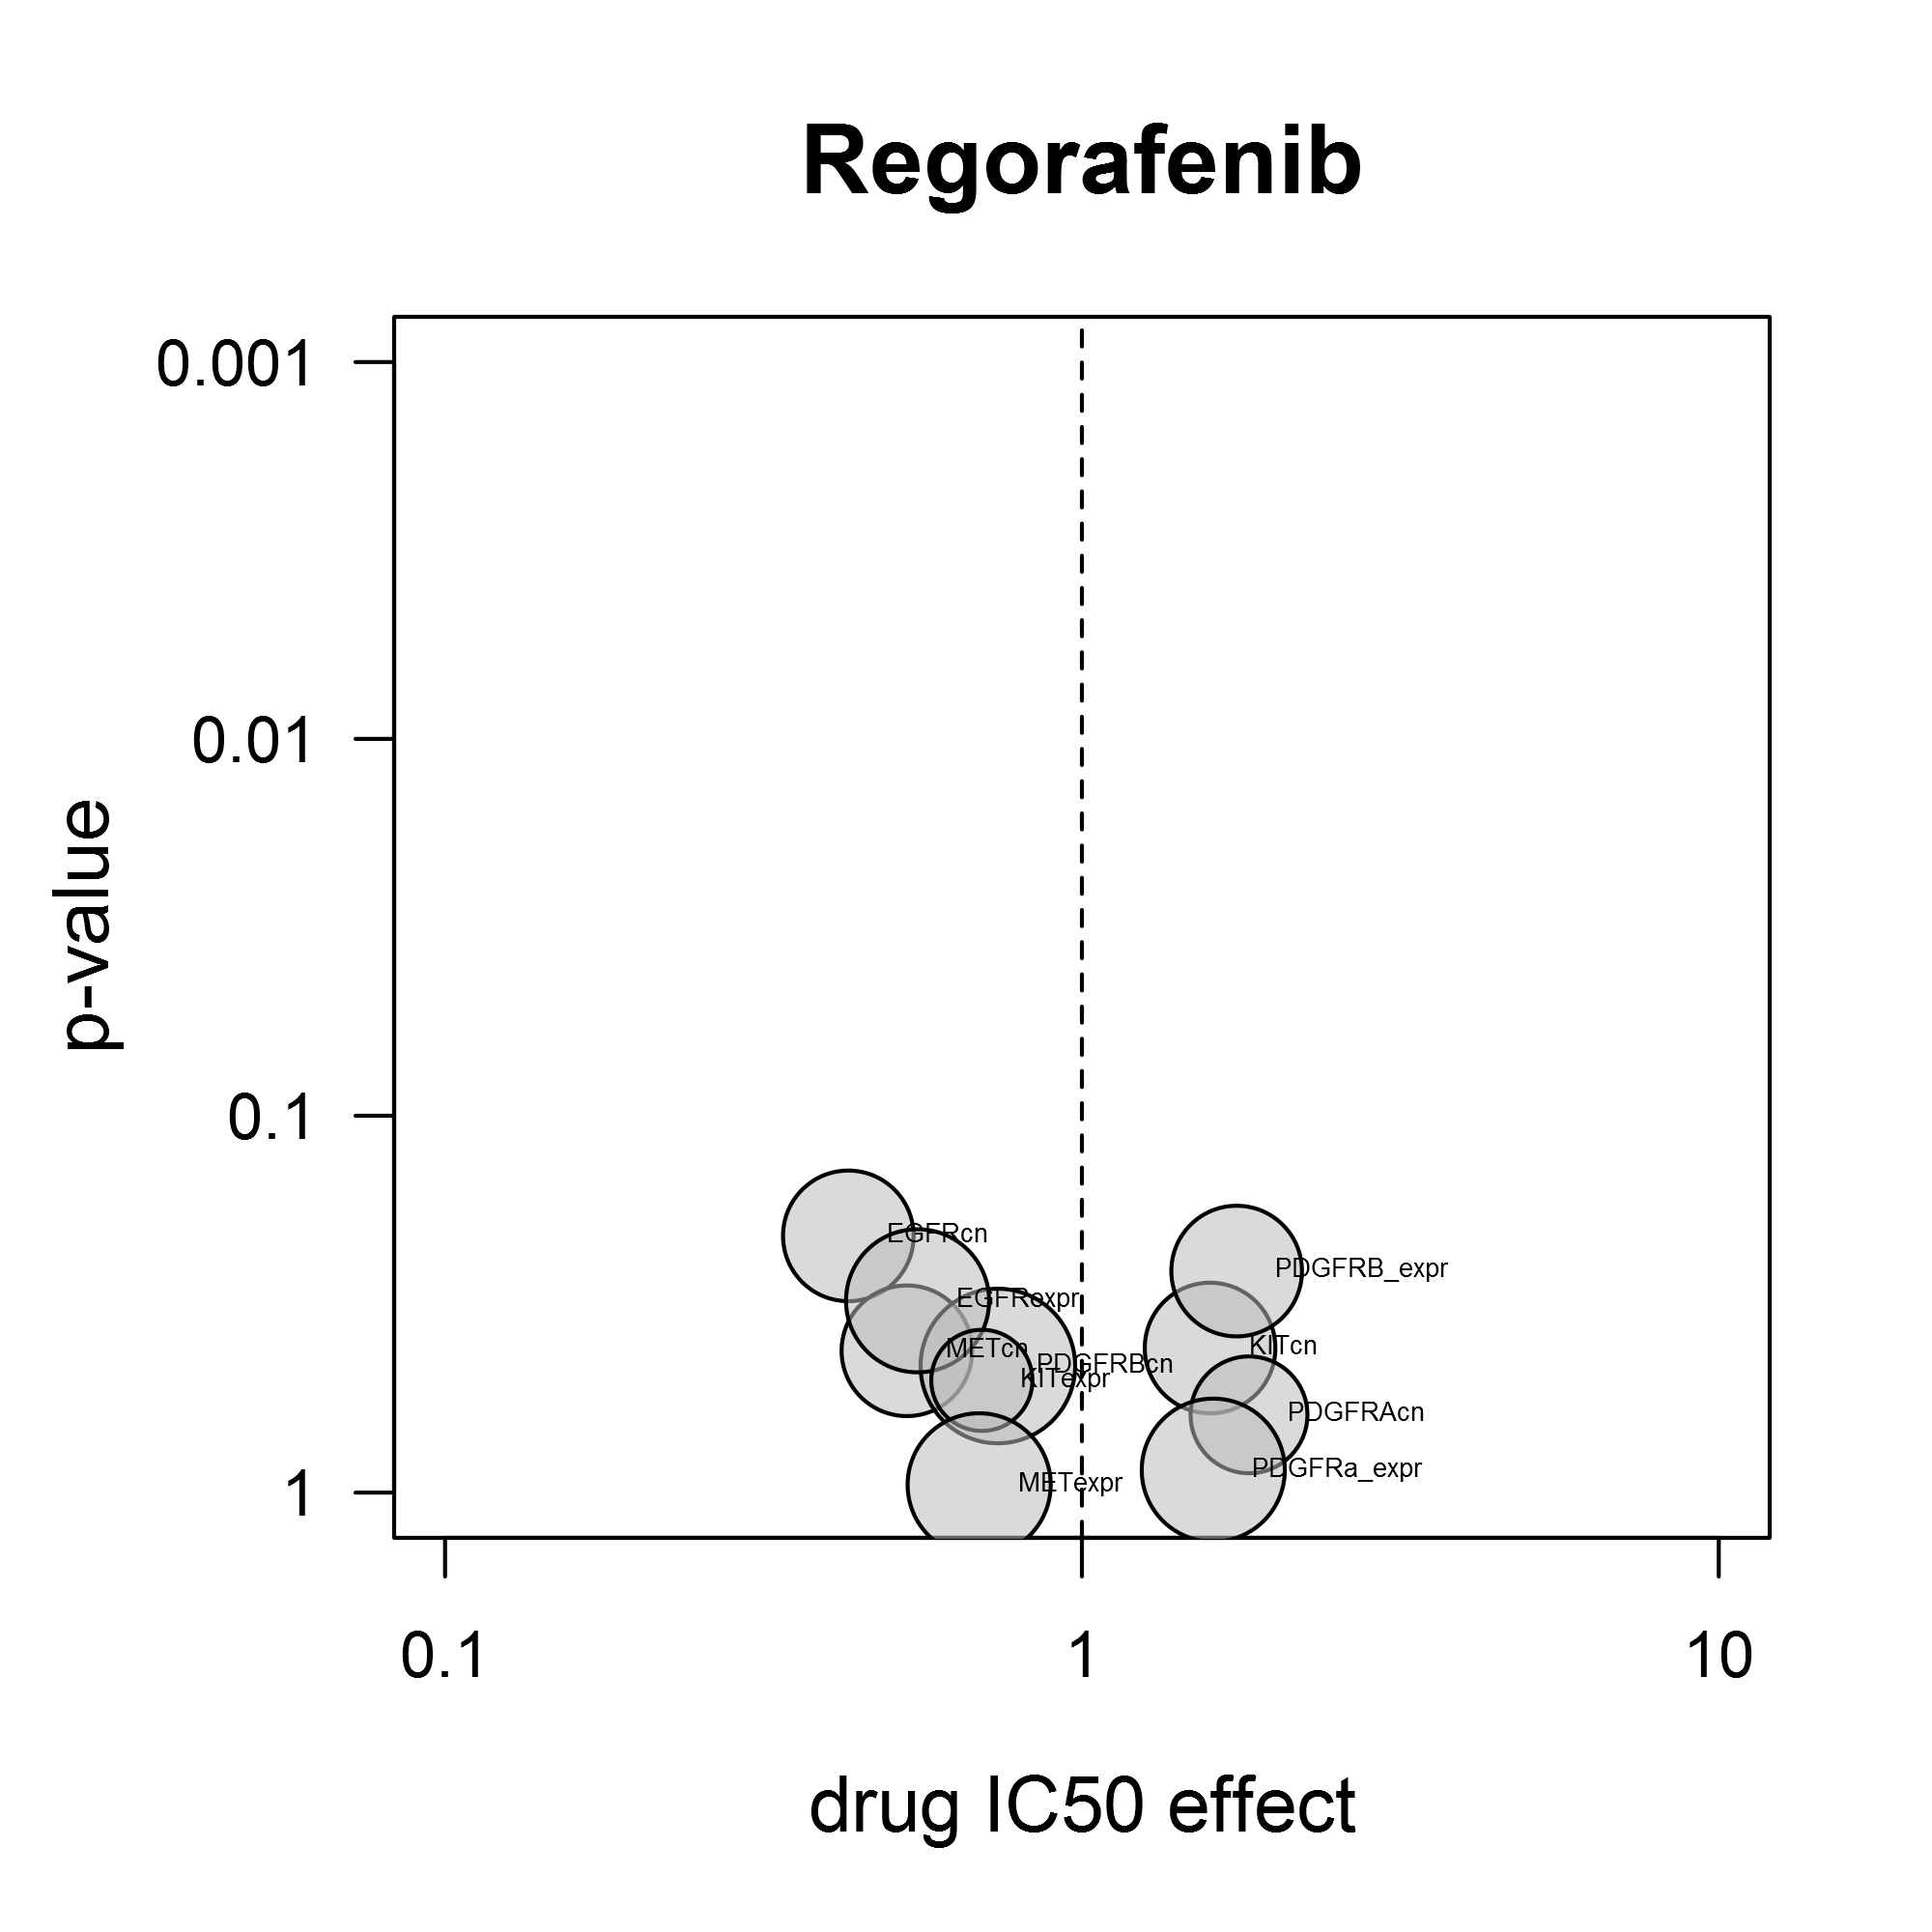 Regorafenib
0.001
0.01
0.1
1
p-value
EGFRcn
PDGFRB_expr
EGFRexpr
METcn
KITcn
PDGFRBcn
KITexpr
PDGFRAcn
PDGFRa_expr
METexpr
0.1
1
10
drug IC50 effect